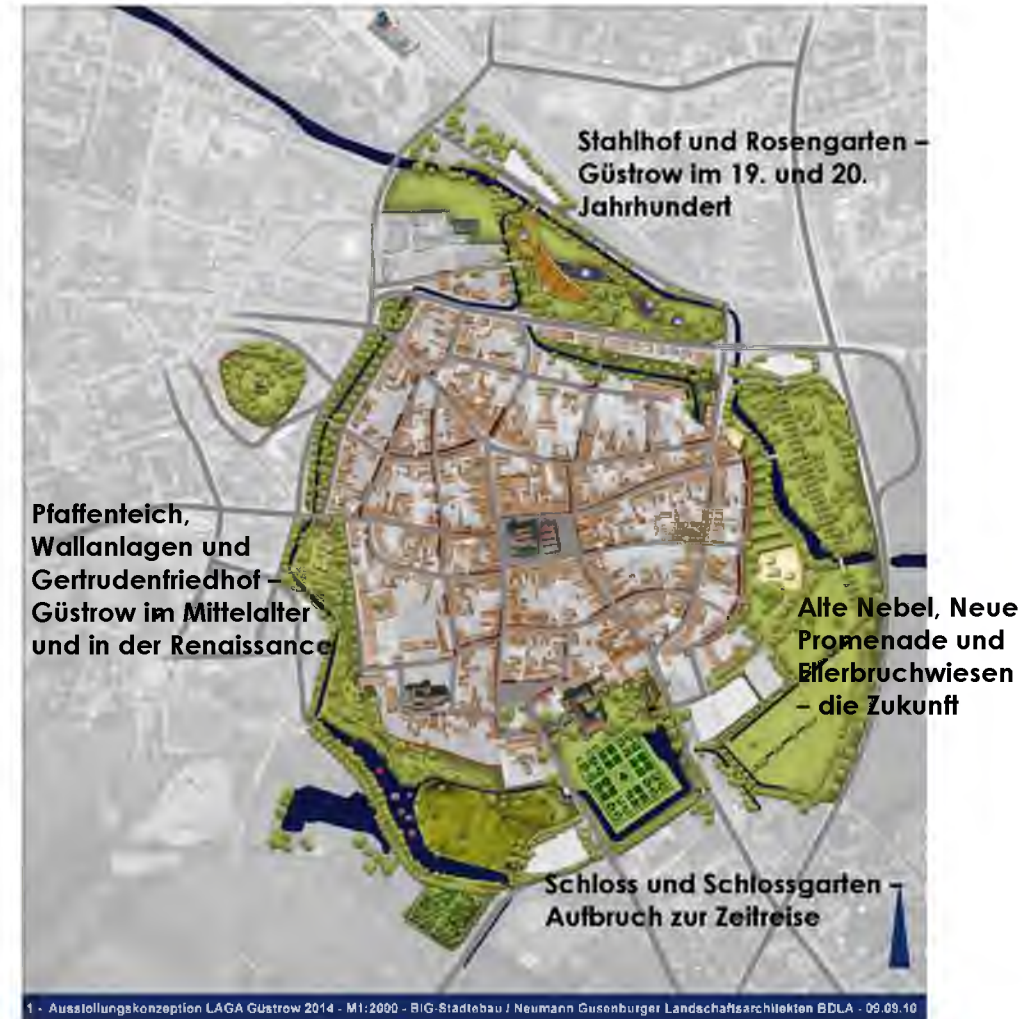 Stahlhof und Rosengarten –
Güstrow im 19. und 20.
Jahrhundert
Pfaffenteich,
Wallanlagen und
Gertrudenfriedhof –
Güstrow im Mittelalter
und in der Renaissance
Alte Nebel, Neue
Promenade und
Ellerbruchwiesen
– die Zukunft
Schloss und Schlossgarten –
Aufbruch zur Zeitreise
1 - Ausstellungskonzeption LAGA Güstrow 2014 - M1:2000 - BIG-Städtebau / Neumann Gusenburger Landschaftsarchitekten BDLA - 09.09.10